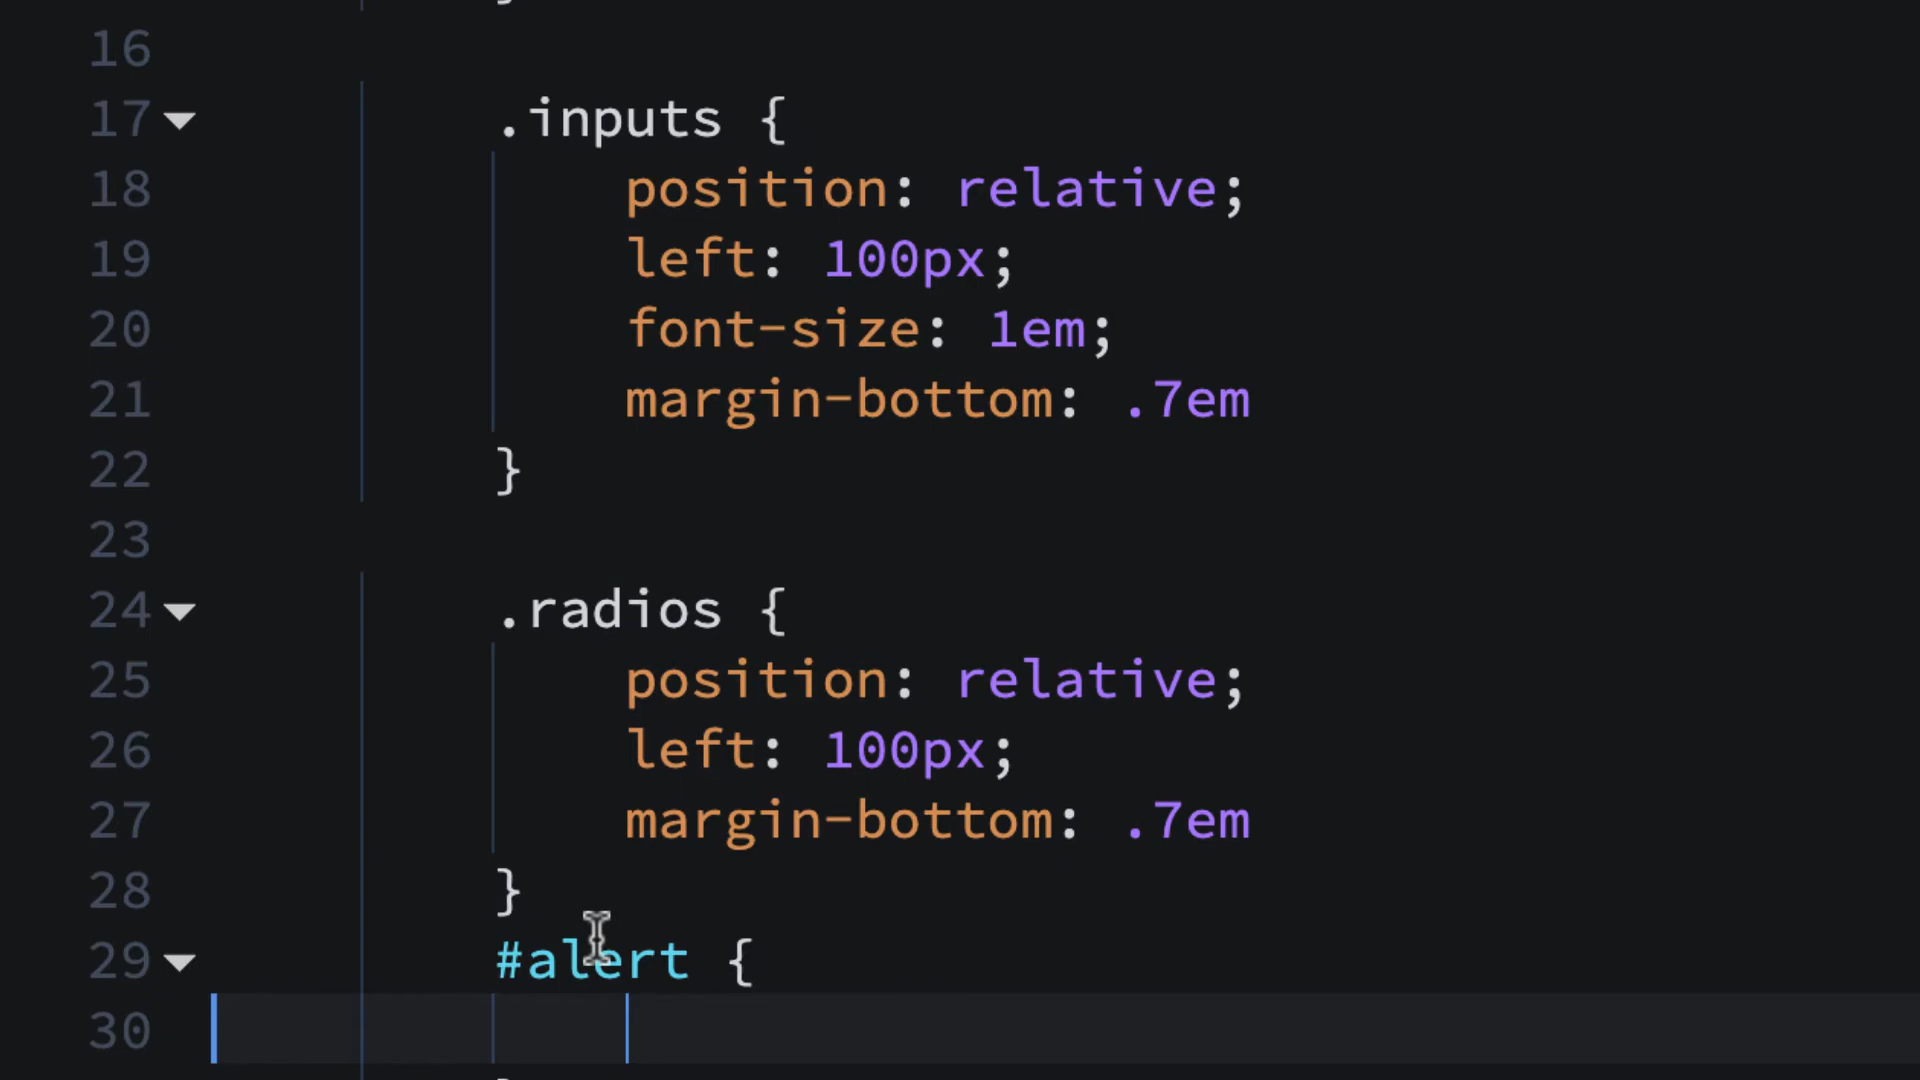 16
17 .inputs {
18 position: relative;
19 left: 100px;
20 font-size: 1em;
21 margin-bottom: .7em
22 }
23
24 .radios {
25 position: relative;
26 left: 100px;
27 margin-bottom: .7em
28 }
29 #alert {
30